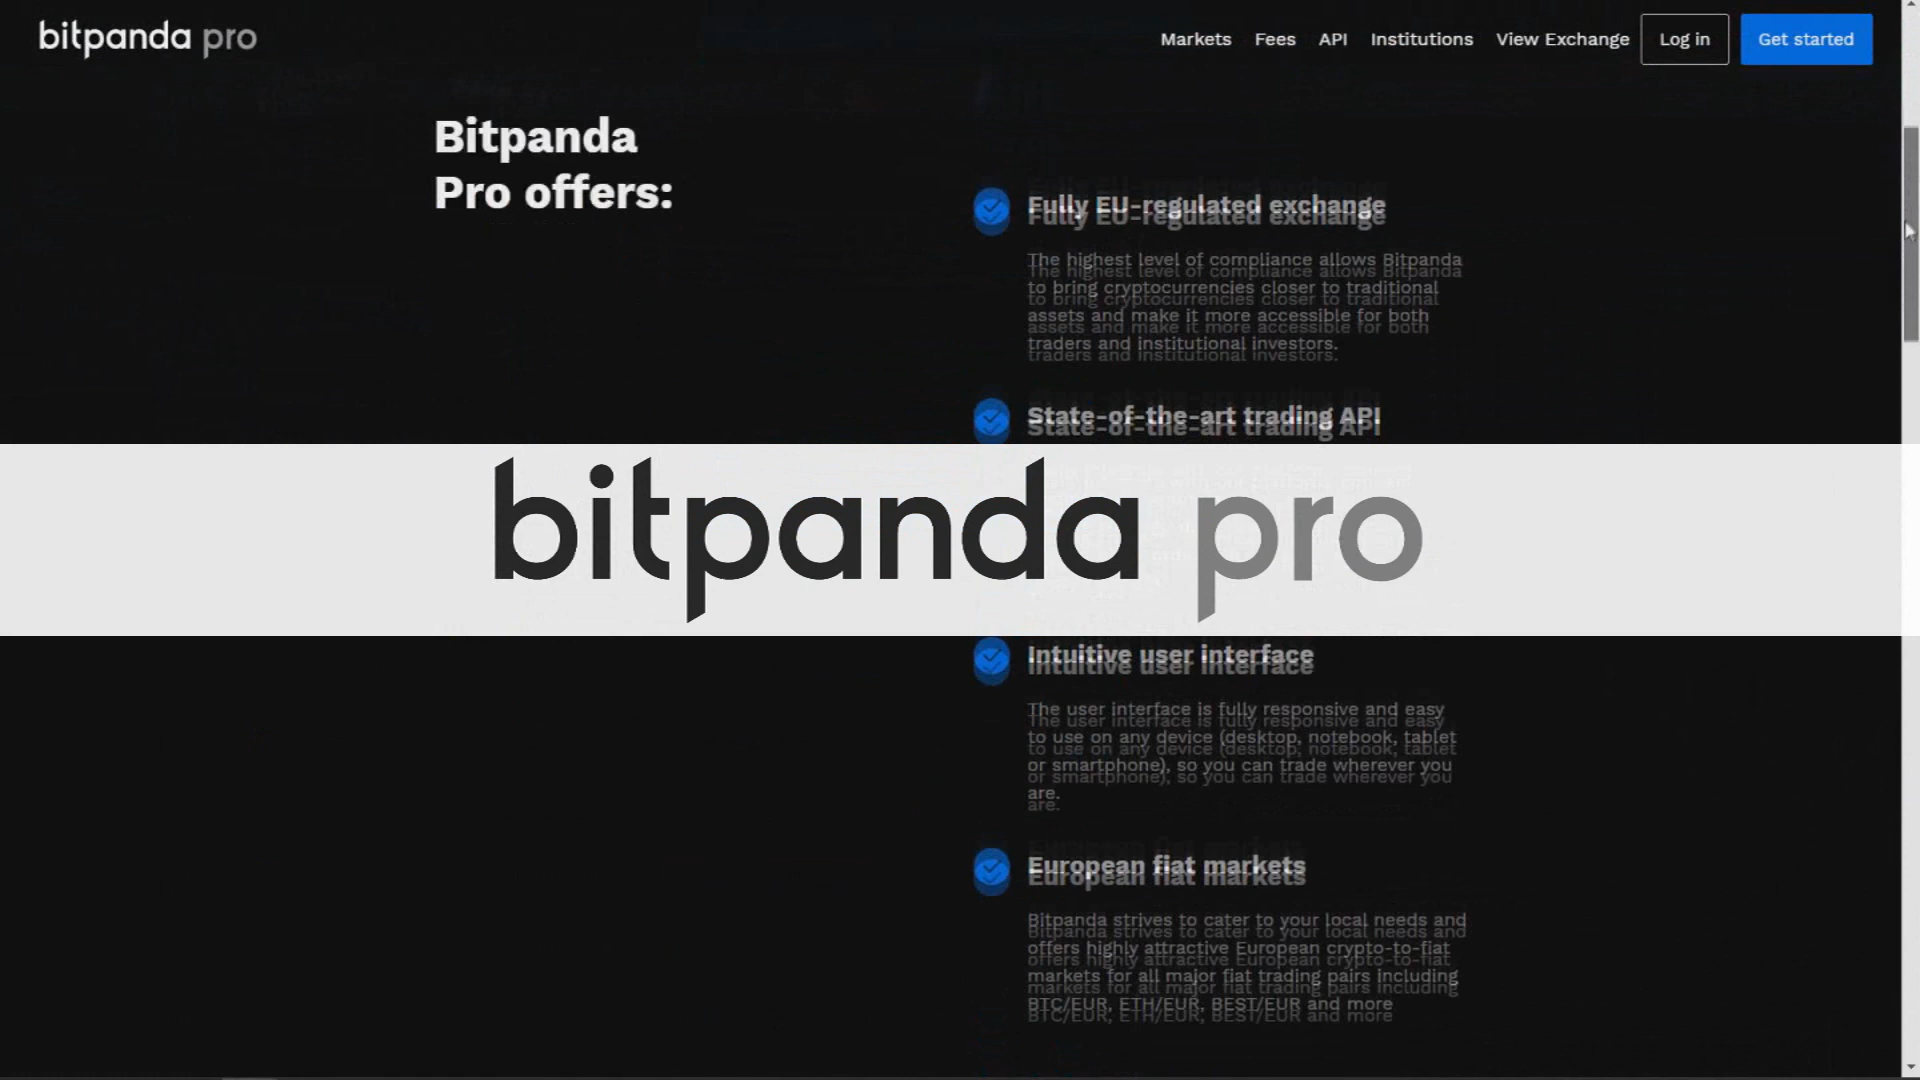 bitpanda pro
Markets
Fees
API
Institutions
View Exchange
Log in
Get started
Bitpanda
Pro offers:
Fully EU-regulated exchange
The highest level of compliance allows Bitpanda
to bring cryptocurrencies closer to traditional
assets and make it more accessible for both
traders and institutional investors.
State-of-the-art trading API
bitpanda pro
Intuitive user interface
The user interface is fully responsive and easy
to use on any device (desktop, notebook, tablet
or smartphone), so you can trade wherever you
are.
European fiat markets
Bitpanda strives to cater to your local needs and
offers highly attractive European crypto-to-fiat
markets for all major fiat trading pairs including
BTC/EUR, ETH/EUR, BEST/EUR and more